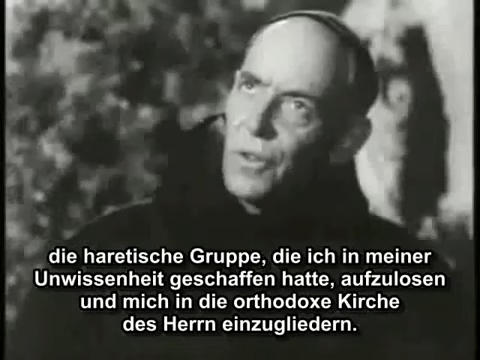 die haretische Gruppe, die ich in meiner
Unwissenheit geschaffen hatte, aufzulosen
und mich in die orthodoxe Kirche
des Herrn einzugliedern.